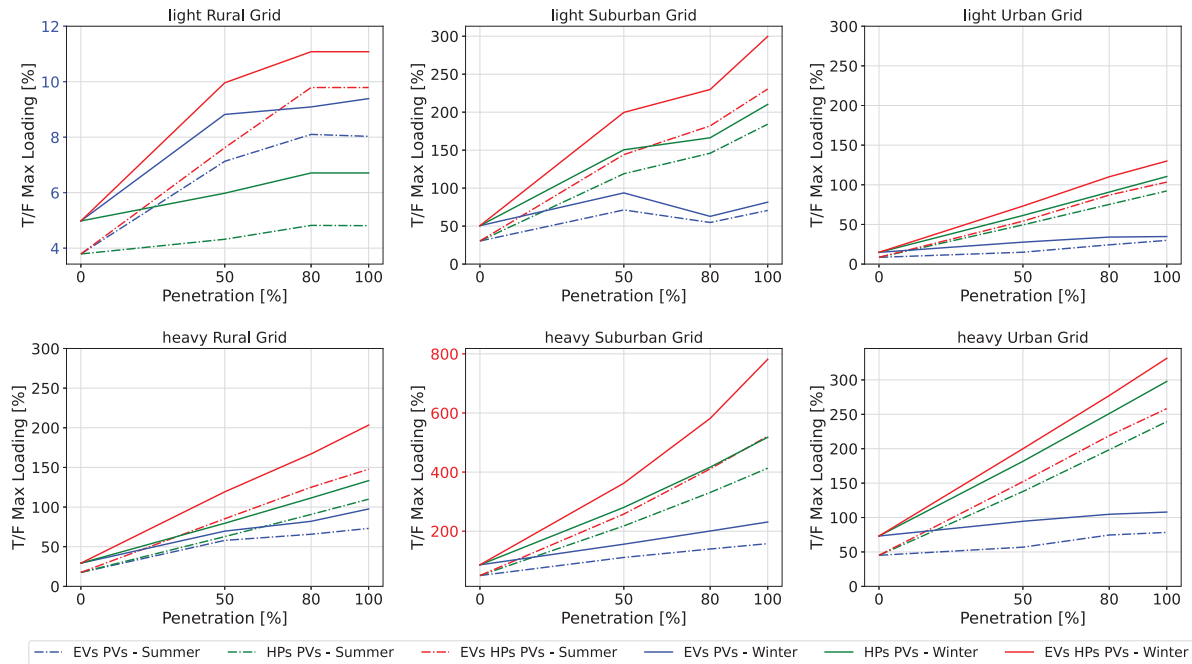 light Rural Grid
T/F Max Loading [%]
12
10
8
6
4
0 50 80 100
Penetration [%]
light Suburban Grid
T/F Max Loading [%]
300
250
200
150
100
50
0
0 50 80 100
Penetration [%]
light Urban Grid
T/F Max Loading [%]
300
250
200
150
100
50
0
0 50 80 100
Penetration [%]
heavy Rural Grid
T/F Max Loading [%]
300
250
200
150
100
50
0
0 50 80 100
Penetration [%]
heavy Suburban Grid
T/F Max Loading [%]
800
600
400
200
0 50 80 100
Penetration [%]
heavy Urban Grid
T/F Max Loading [%]
300
250
200
150
100
50
0
0 50 80 100
Penetration [%]
EVs PVs - Summer HPs PVs - Summer EVs HPs PVs - Summer EVs PVs - Winter HPs PVs - Winter EVs HPs PVs - Winter